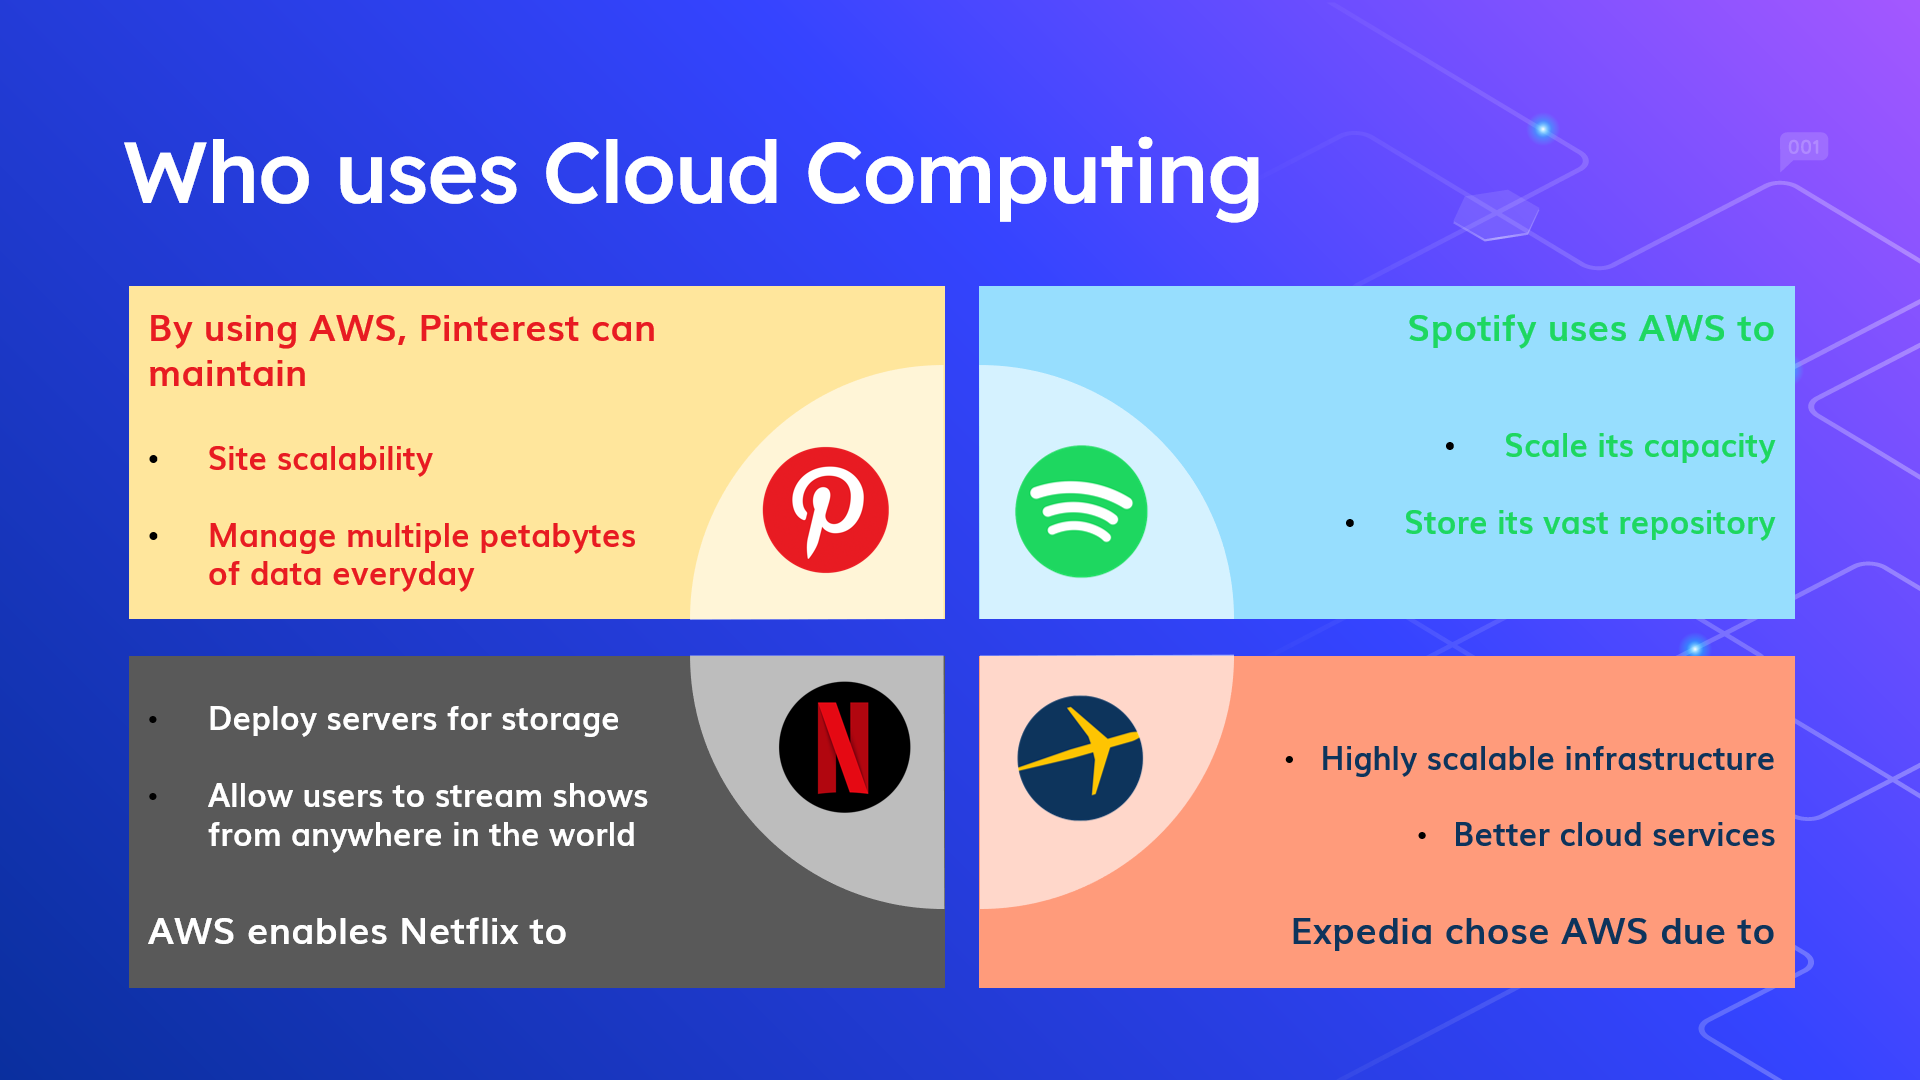 Who uses Cloud Computing
001
By using AWS, Pinterest can
maintain
• Site scalability
• Manage multiple petabytes
of data everyday
Spotify uses AWS to
• Scale its capacity
• Store its vast repository
• Deploy servers for storage
• Allow users to stream shows
from anywhere in the world
AWS enables Netflix to
N
• Highly scalable infrastructure
• Better cloud services
Expedia chose AWS due to